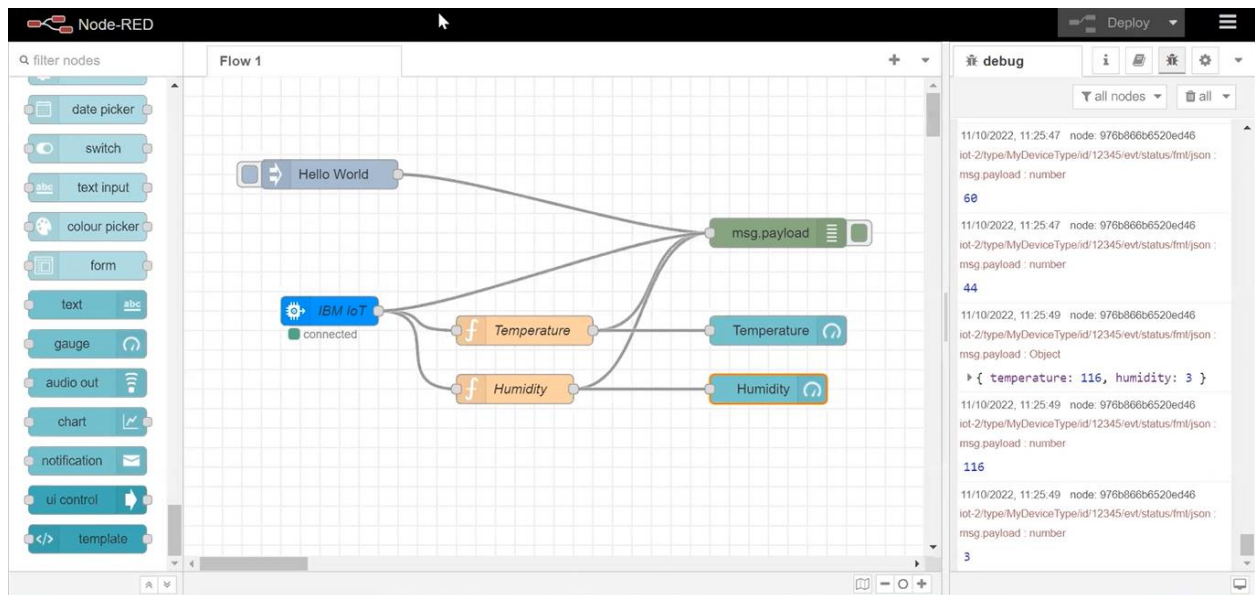 Node-RED
Deploy
filter nodes
Flow 1
debug
i
all nodes
all
date picker
switch
abc
text input
colour picker
form
text
abc
gauge
audio out
chart
notification
ui control
</>
template
Hello World
msg.payload
IBM IoT
connected
f
Temperature
Temperature
f
Humidity
Humidity
11/10/2022, 11:25:47 node: 976b866b6520ed46
iot-2/type/MyDeviceType/id/12345/evt/status/fmt/json :
msg.payload : number
60
11/10/2022, 11:25:47 node: 976b866b6520ed46
iot-2/type/MyDeviceType/id/12345/evt/status/fmt/json :
msg.payload : number
44
11/10/2022, 11:25:49 node: 976b866b6520ed46
iot-2/type/MyDeviceType/id/12345/evt/status/fmt/json :
msg.payload : Object
{ temperature: 116, humidity: 3 }
11/10/2022, 11:25:49 node: 976b866b6520ed46
iot-2/type/MyDeviceType/id/12345/evt/status/fmt/json :
msg.payload : number
116
11/10/2022, 11:25:49 node: 976b866b6520ed46
iot-2/type/MyDeviceType/id/12345/evt/status/fmt/json :
msg.payload : number
3